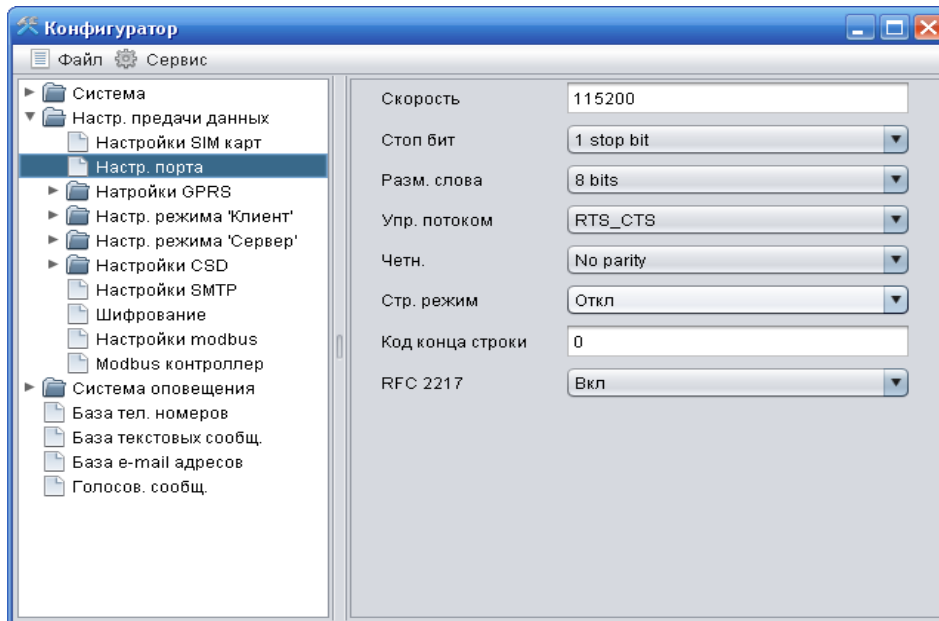 Конфигуратор
Файл Сервис
Система
Настр. предачи данных
Настройки SIM карт
Настр. порта
Натройки GPRS
Настр. режима 'Клиент'
Настр. режима 'Сервер'
Настройки CSD
Настройки SMTP
Шифрование
Настройки modbus
Modbus контроллер
Система оповещения
База тел. номеров
База текстовых сообщ.
База e-mail адресов
Голосов. сообщ.
Скорость 115200
Стоп бит 1 stop bit
Разм. слова 8 bits
Упр. потоком RTS_CTS
Четн. No parity
Стр. режим Откл
Код конца строки 0
RFC 2217 Вкл